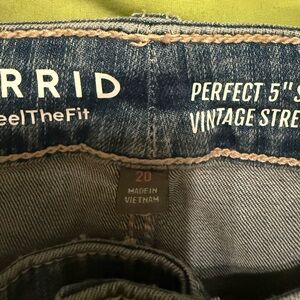 RRID
eelTheFit
PERFECT 5" S
VINTAGE STRE
20
MADE IN
VIETNAM